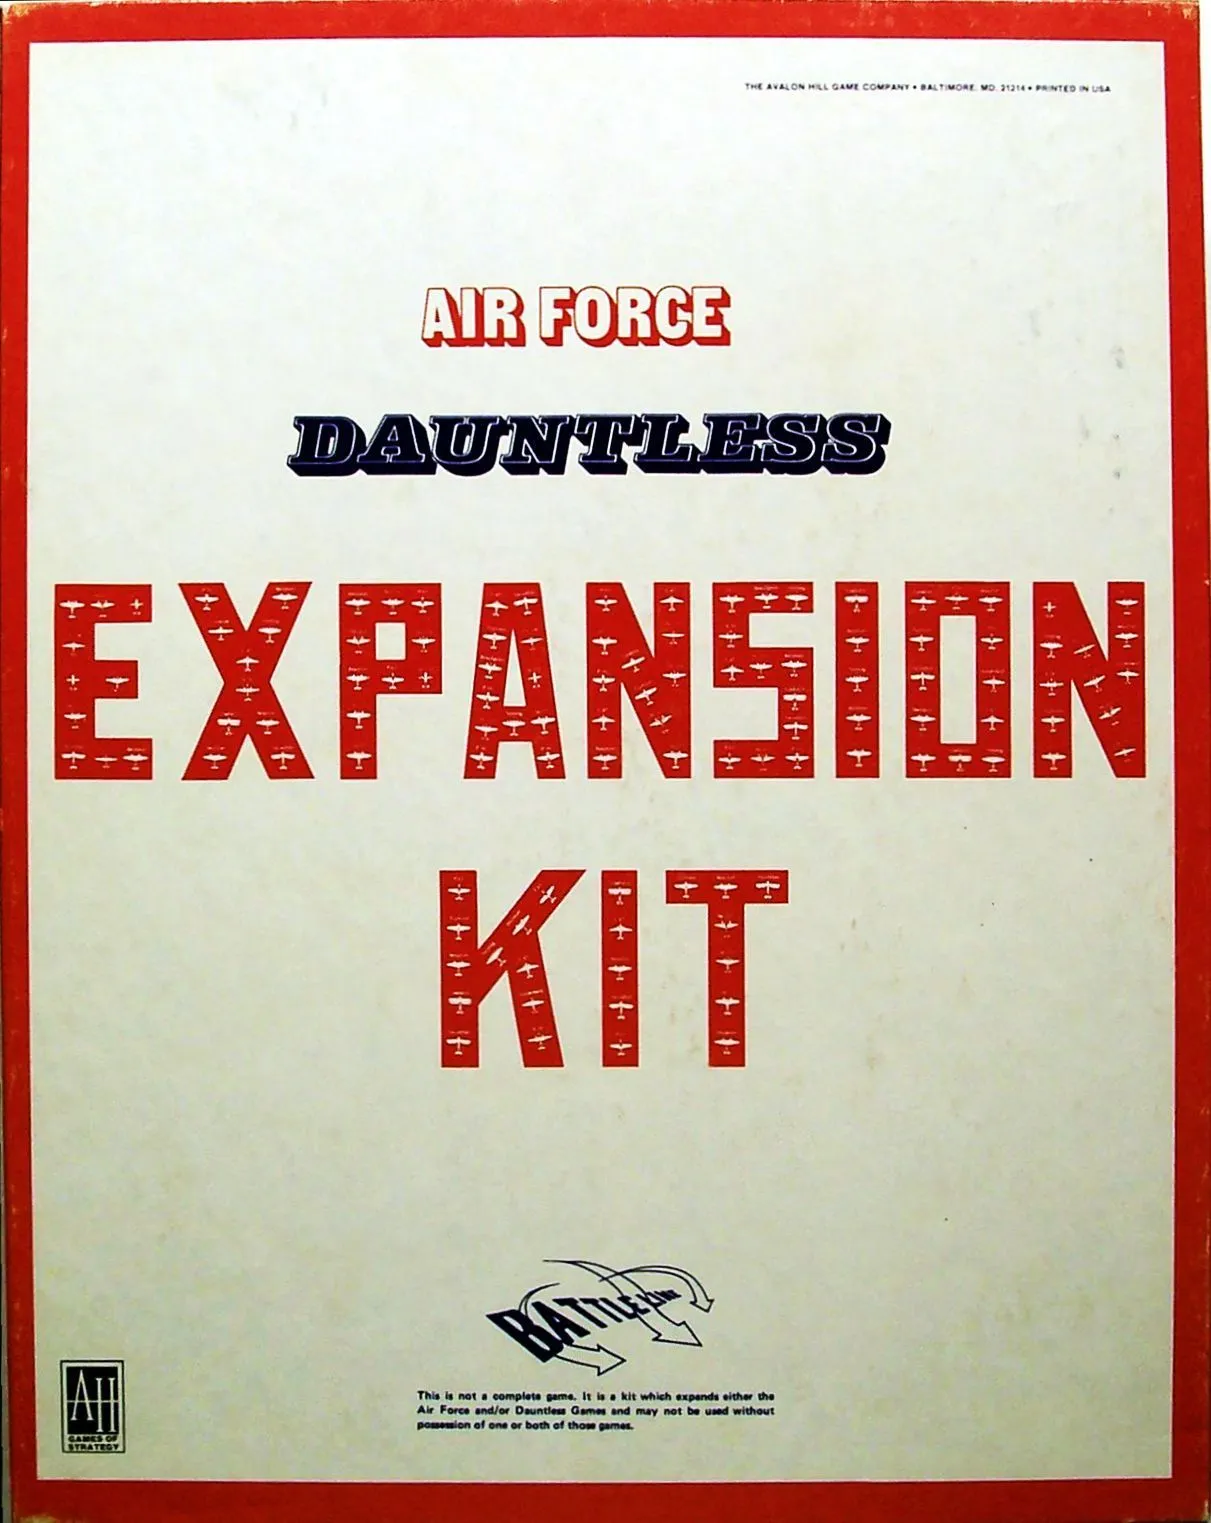 THE AVALON HILL GAME COMPANY • BALTIMORE, MD. 21214 • PRINTED IN USA
AIR FORCE
DAUNTLESS
EXPANSION
KIT
BATTLELINE
This is not a complete game. It is a kit which expands either the
Air Force and/or Dauntless Games and may not be used without
possession of one or both of those games.
AH
GAMES OF
STRATEGY